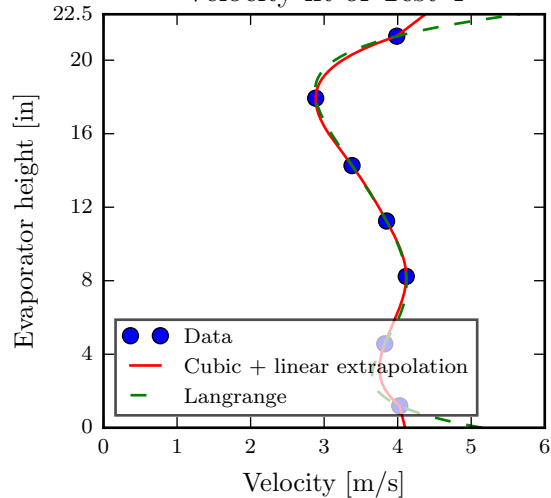 22.5
20
16
12
8
4
0
Evaporator height [in]
Data
Cubic + linear extrapolation
Langrange
0 1 2 3 4 5 6
Velocity [m/s]